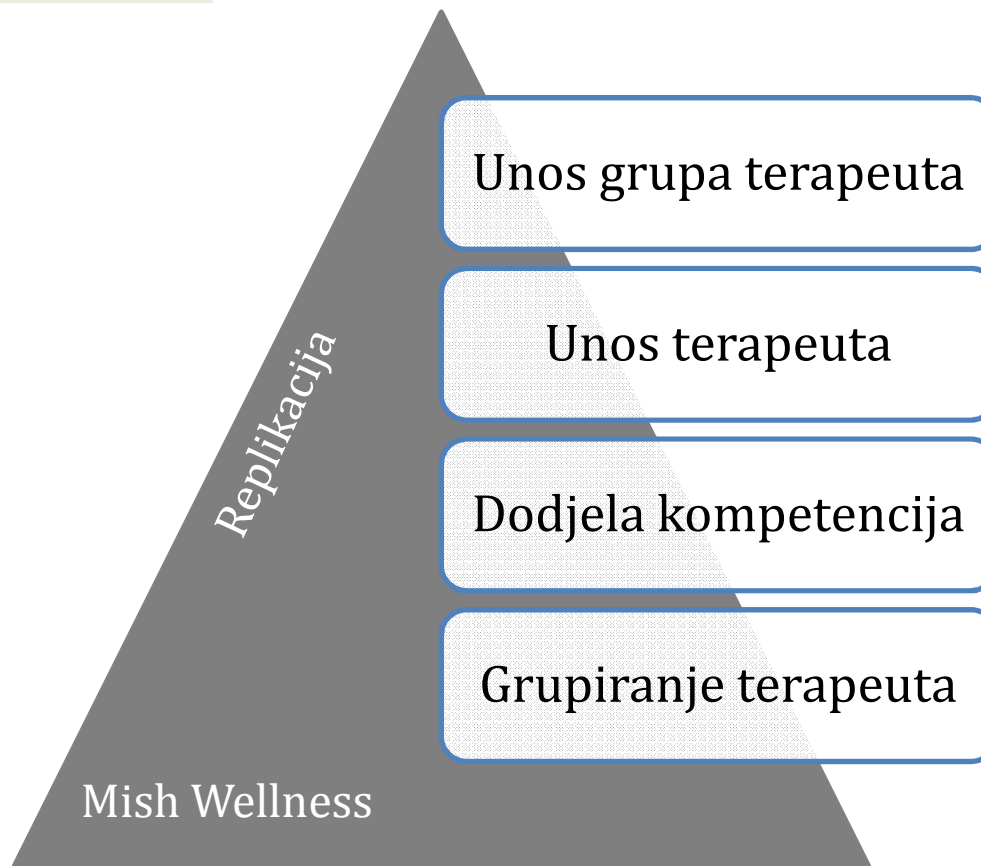 Unos grupa terapeuta
Unos terapeuta
Replikacija
Dodjela kompetencija
Grupiranje terapeuta
Mish Wellness